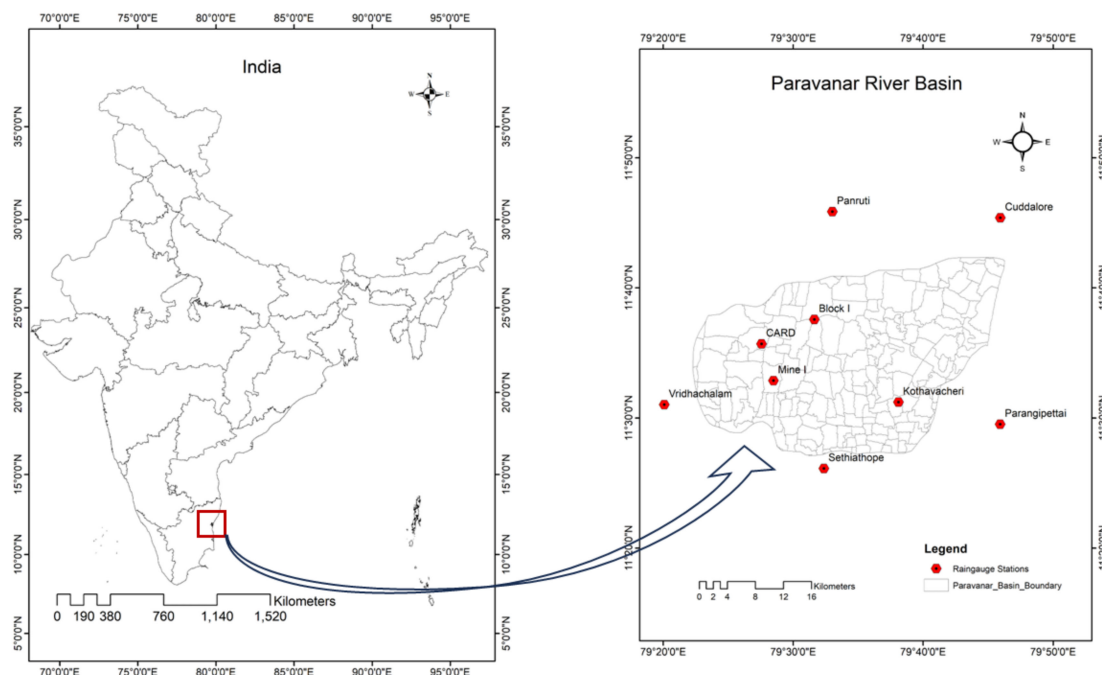 70°0'0"E 75°0'0"E 80°0'0"E 85°0'0"E 90°0'0"E 95°0'0"E
India
N
W E
S
35°0'0"N
30°0'0"N
25°0'0"N
20°0'0"N
15°0'0"N
10°0'0"N
5°0'0"N
35°0'0"N
30°0'0"N
25°0'0"N
20°0'0"N
15°0'0"N
10°0'0"N
5°0'0"N
Kilometers
0 190 380 760 1,140 1,520
70°0'0"E 75°0'0"E 80°0'0"E 85°0'0"E 90°0'0"E 95°0'0"E
79°20'0"E 79°30'0"E 79°40'0"E 79°50'0"E
Paravanar River Basin
N
W E
S
11°50'0"N
11°40'0"N
11°30'0"N
11°20'0"N
11°50'0"N
11°40'0"N
Panruti
Cuddalore
Block I
CARD
Mine I
Vridhachalam
Kothavacheri
Parangipettai
Sethiathope
Legend
Raingauge Stations
Paravanar_Basin_Boundary
Kilometers
0 2 4 8 12 16
79°20'0"E 79°30'0"E 79°40'0"E 79°50'0"E